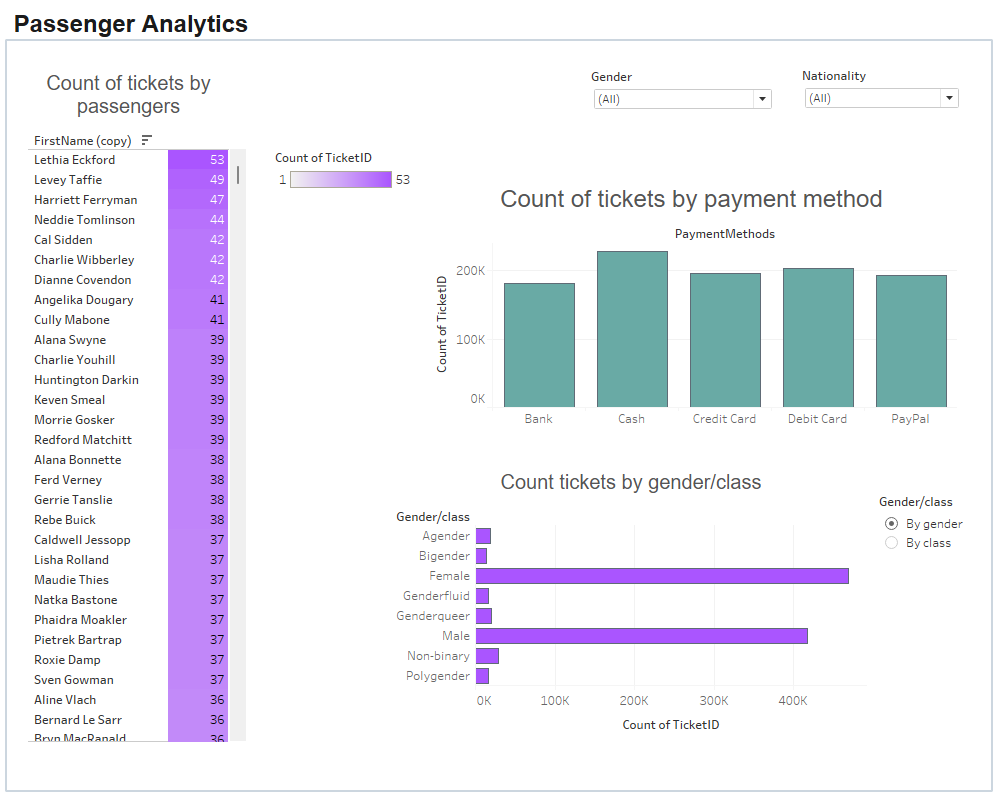 Passenger Analytics
Count of tickets by
passengers
Gender
(All)
Nationality
(All)
FirstName (copy)
Lethia Eckford 53
Levey Taffie 49
Harriett Ferryman 47
Neddie Tomlinson 44
Cal Sidden 42
Charlie Wibberley 42
Dianne Covendon 42
Angelika Dougary 41
Cully Mabone 41
Alana Swyne 39
Charlie Youhill 39
Huntington Darkin 39
Keven Smeal 39
Morrie Gosker 39
Redford Matchitt 39
Alana Bonnette 38
Ferd Verney 38
Gerrie Tanslie 38
Rebe Buick 38
Caldwell Jessopp 37
Lisha Rolland 37
Maudie Thies 37
Natka Bastone 37
Phaidra Moakler 37
Pietrek Bartrap 37
Roxie Damp 37
Sven Gowman 37
Aline Vlach 36
Bernard Le Sarr 36
Bryn MacRanald 36
Count of TicketID
1 53
Count of tickets by payment method
PaymentMethods
Count of TicketID
200K
100K
0K
Bank Cash Credit Card Debit Card PayPal
Count tickets by gender/class
Gender/class
Agender
Bigender
Female
Genderfluid
Genderqueer
Male
Non-binary
Polygender
0K 100K 200K 300K 400K
Count of TicketID
Gender/class
By gender
By class